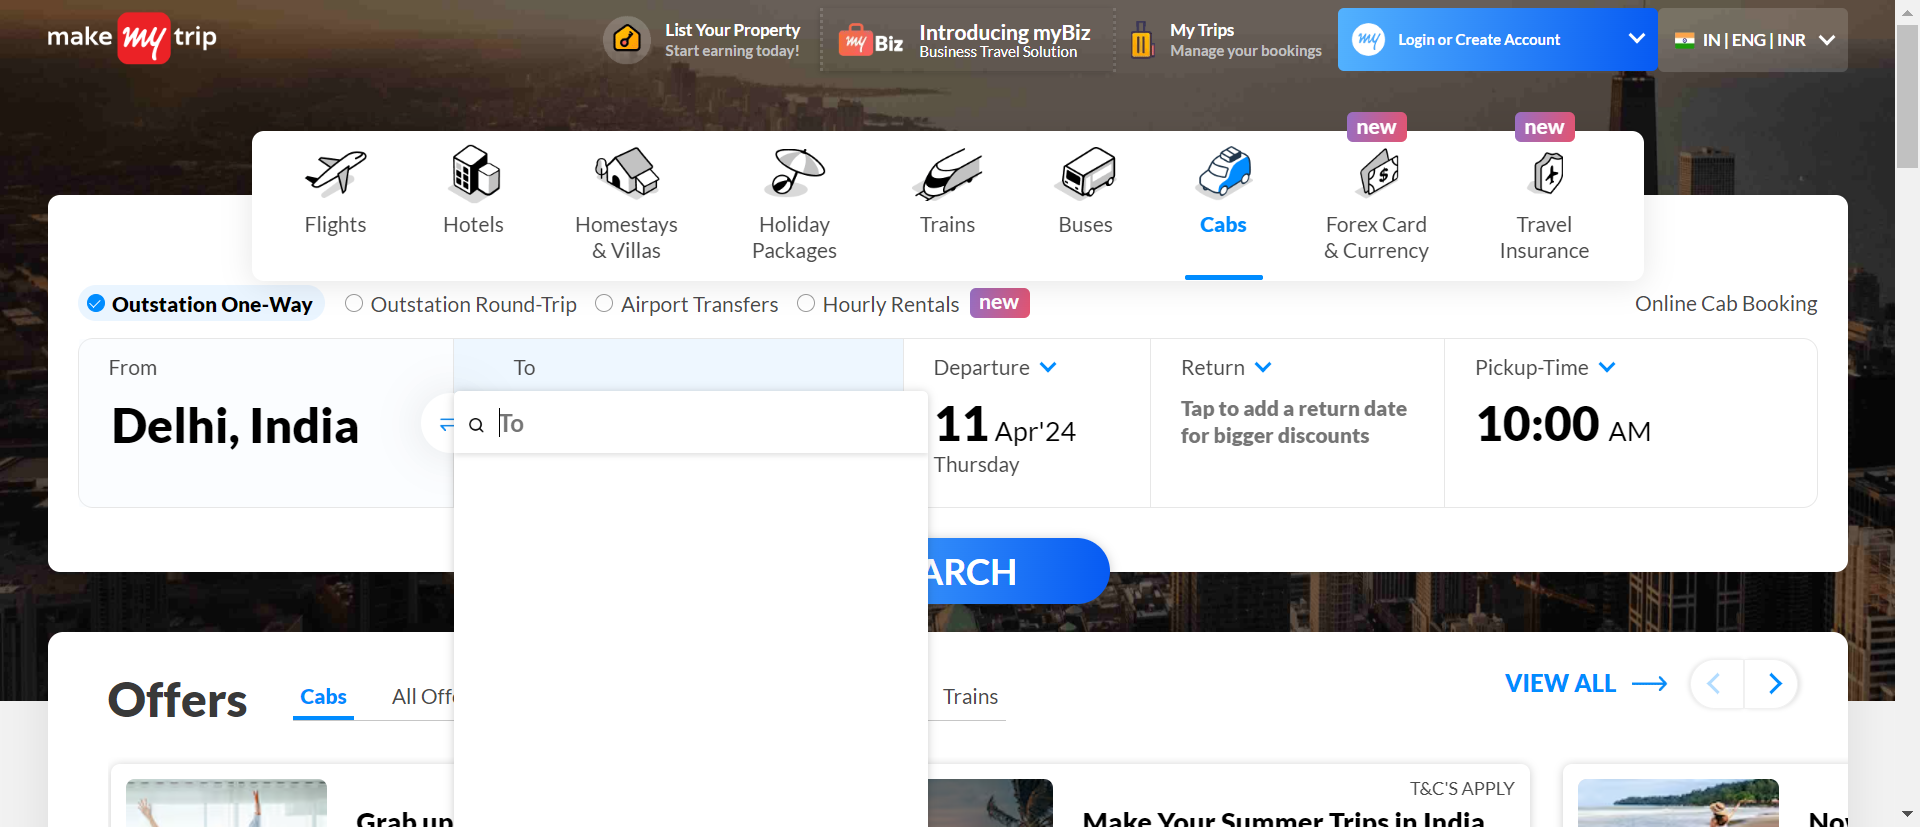 make my trip
List Your Property
Start earning today!
my Biz
Introducing myBiz
Business Travel Solution
My Trips
Manage your bookings
my
Login or Create Account
IN | ENG | INR
new
new
Flights
Hotels
Homestays
& Villas
Holiday
Packages
Trains
Buses
Cabs
Forex Card
& Currency
Travel
Insurance
Outstation One-Way
Outstation Round-Trip
Airport Transfers
Hourly Rentals
new
Online Cab Booking
From
Delhi, India
To
To
Departure
11 Apr'24
Thursday
Return
Tap to add a return date
for bigger discounts
Pickup-Time
10:00 AM
ARCH
Offers
Cabs
All Off
Trains
VIEW ALL
Grab up
T&C'S APPLY
Make Your Summer Trips in India